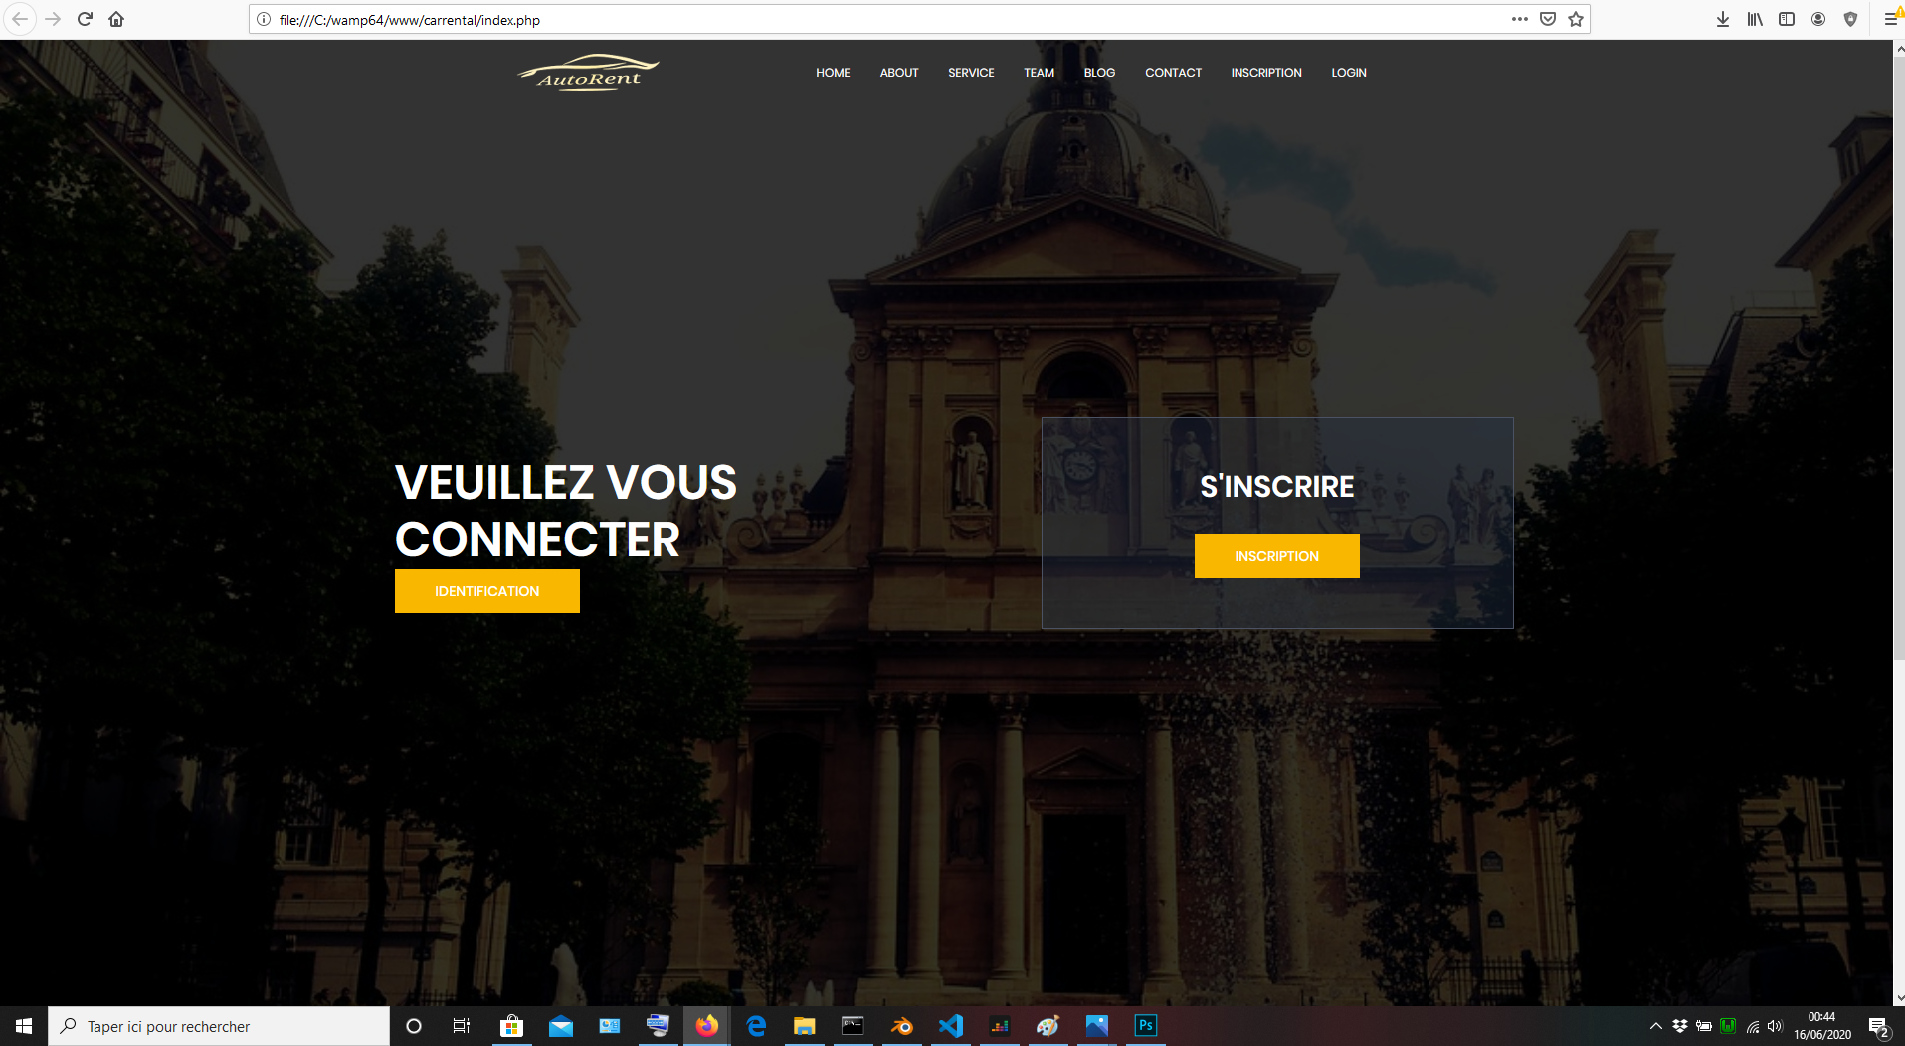 file:///C:/wamp64/www/carrental/index.php
AutoRent
HOME ABOUT SERVICE TEAM BLOG CONTACT INSCRIPTION LOGIN
VEUILLEZ VOUS
CONNECTER
IDENTIFICATION
S'INSCRIRE
INSCRIPTION
Taper ici pour rechercher
Ps
00:44
16/06/2020
2